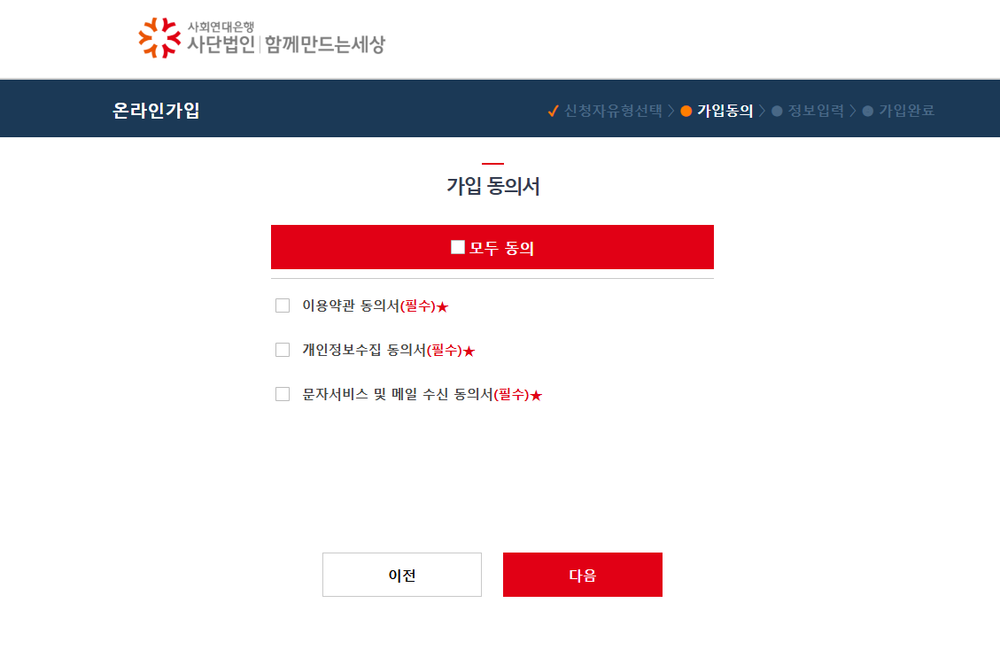 사회연대은행
사단법인 | 함께만드는세상
온라인가입
✓ 신청자유형선택 > ● 가입동의 > ● 정보입력 > ● 가입완료
가입 동의서
모두 동의
이용약관 동의서(필수)★
개인정보수집 동의서(필수)★
문자서비스 및 메일 수신 동의서(필수)★
이전
다음